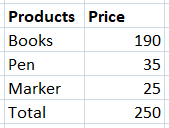 Products Price
Books 190
Pen 35
Marker 25
Total 250